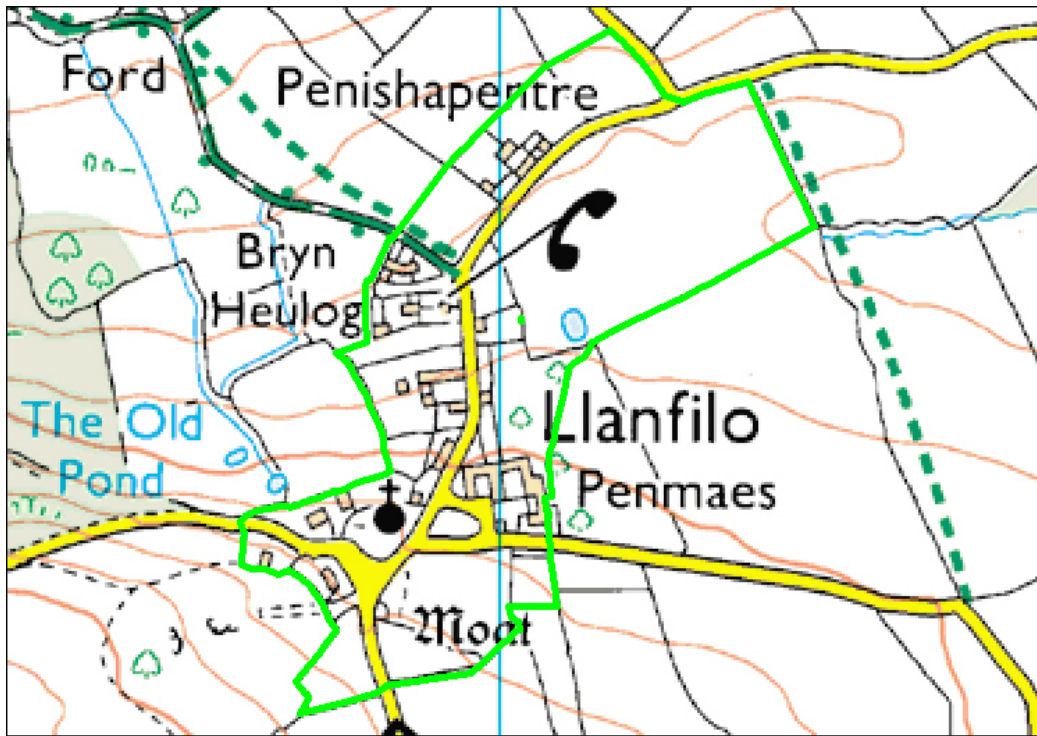 Ford
Penishapentre
Bryn
Heulog
The Old
Pond
Llanfilo
Penmaes
Moat